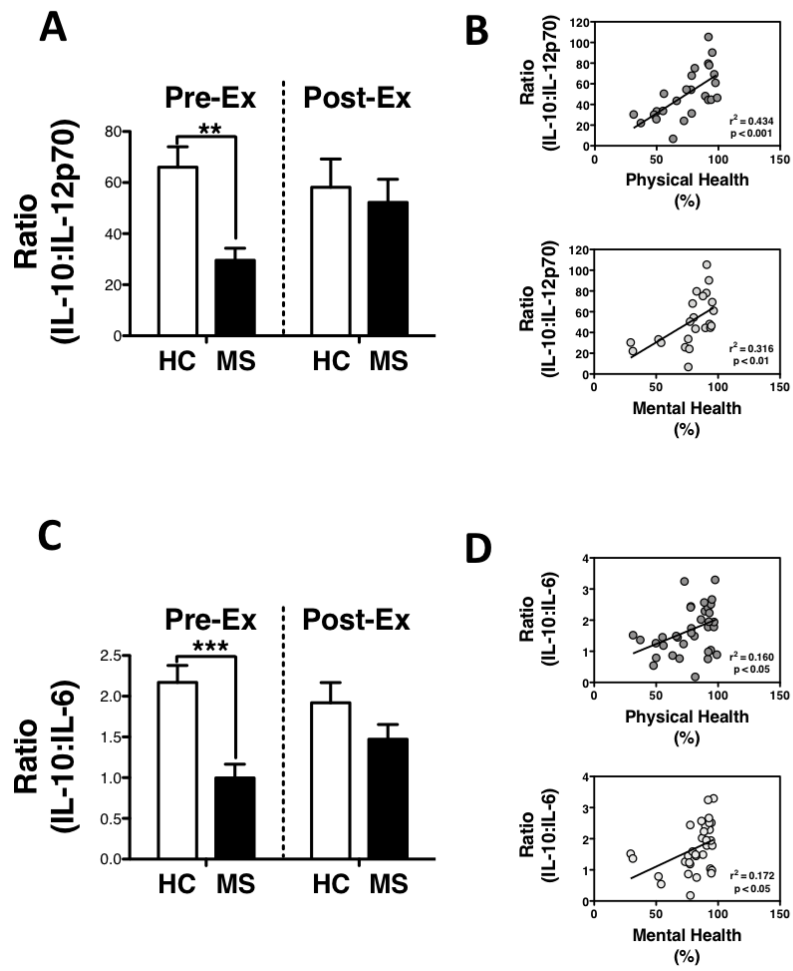 A
Pre-Ex
Post-Ex
**
Ratio
(IL-10:IL-12p70)
80
60
40
20
0
HC MS HC MS
B
Ratio
(IL-10:IL-12p70)
120
100
80
60
40
20
0
r² = 0.434
p < 0.001
0 50 100 150
Physical Health
(%)
Ratio
(IL-10:IL-12p70)
120
100
80
60
40
20
0
r² = 0.316
p < 0.01
0 50 100 150
Mental Health
(%)
C
Pre-Ex
Post-Ex
***
Ratio
(IL-10:IL-6)
2.5
2.0
1.5
1.0
0.5
0.0
HC MS HC MS
D
Ratio
(IL-10:IL-6)
4
3
2
1
0
r² = 0.160
p < 0.05
0 50 100 150
Physical Health
(%)
Ratio
(IL-10:IL-6)
4
3
2
1
0
r² = 0.172
p < 0.05
0 50 100 150
Mental Health
(%)